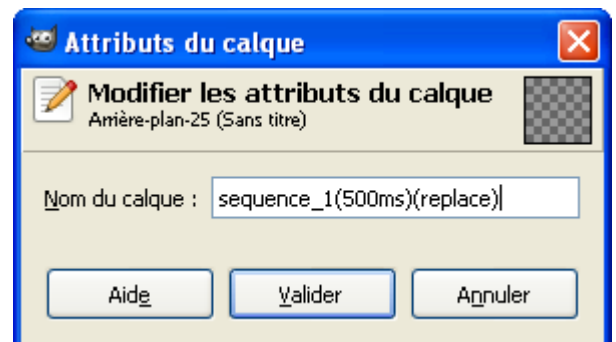 Attributs du calque
Modifier les attributs du calque
Arrière-plan-25 (Sans titre)
Nom du calque : sequence_1(500ms)(replace)
Aide Valider Annuler